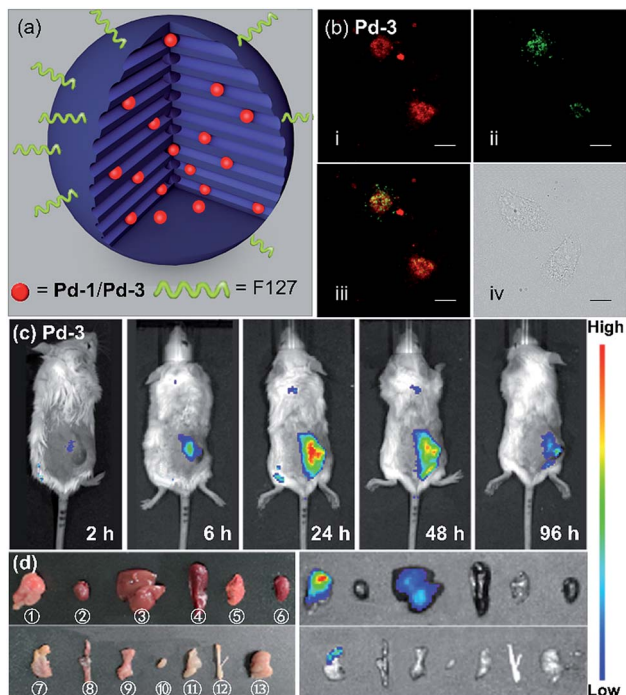 (a)
= Pd-1/Pd-3 = F127
(b) Pd-3
i ii
iii iv
(c) Pd-3
High
2 h 6 h 24 h 48 h 96 h
(d)
① ② ③ ④ ⑤ ⑥
⑦ ⑧ ⑨ ⑩ ⑪ ⑫ ⑬
Low